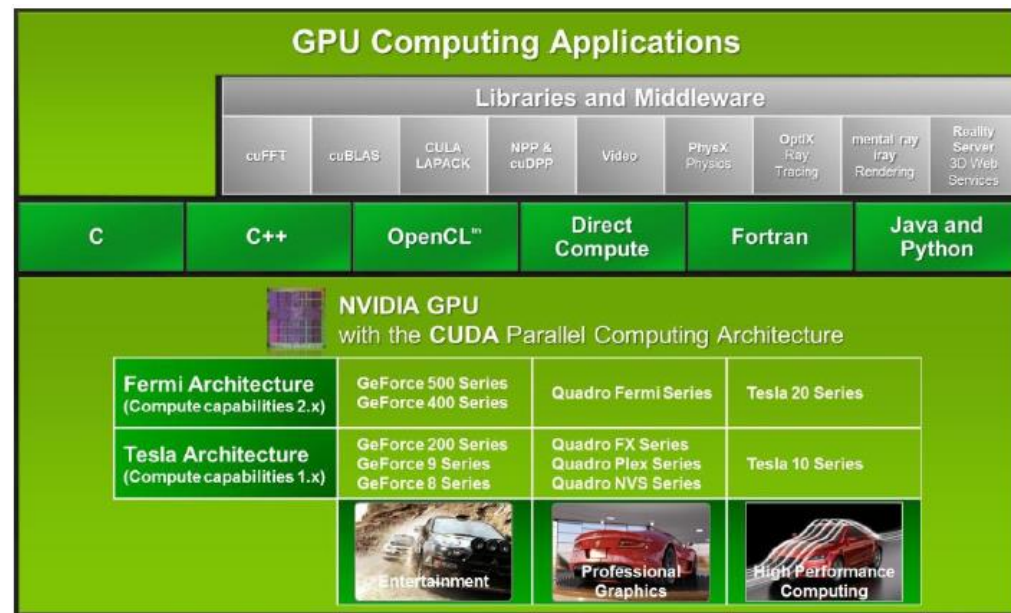 GPU Computing Applications
Libraries and Middleware
cuFFT
cuBLAS
CULA
LAPACK
NPP &
cuDPP
Video
PhysX
Physics
OptiX
Ray
Tracing
mental ray
iray
Rendering
Reality
Server
3D Web
Services
C
C++
OpenCL™
Direct
Compute
Fortran
Java and
Python
NVIDIA GPU
with the CUDA Parallel Computing Architecture
Fermi Architecture
(Compute capabilities 2.x)
GeForce 500 Series
GeForce 400 Series
Quadro Fermi Series
Tesla 20 Series
Tesla Architecture
(Compute capabilities 1.x)
GeForce 200 Series
GeForce 9 Series
GeForce 8 Series
Quadro FX Series
Quadro Plex Series
Quadro NVS Series
Tesla 10 Series
Entertainment
Professional
Graphics
High Performance
Computing